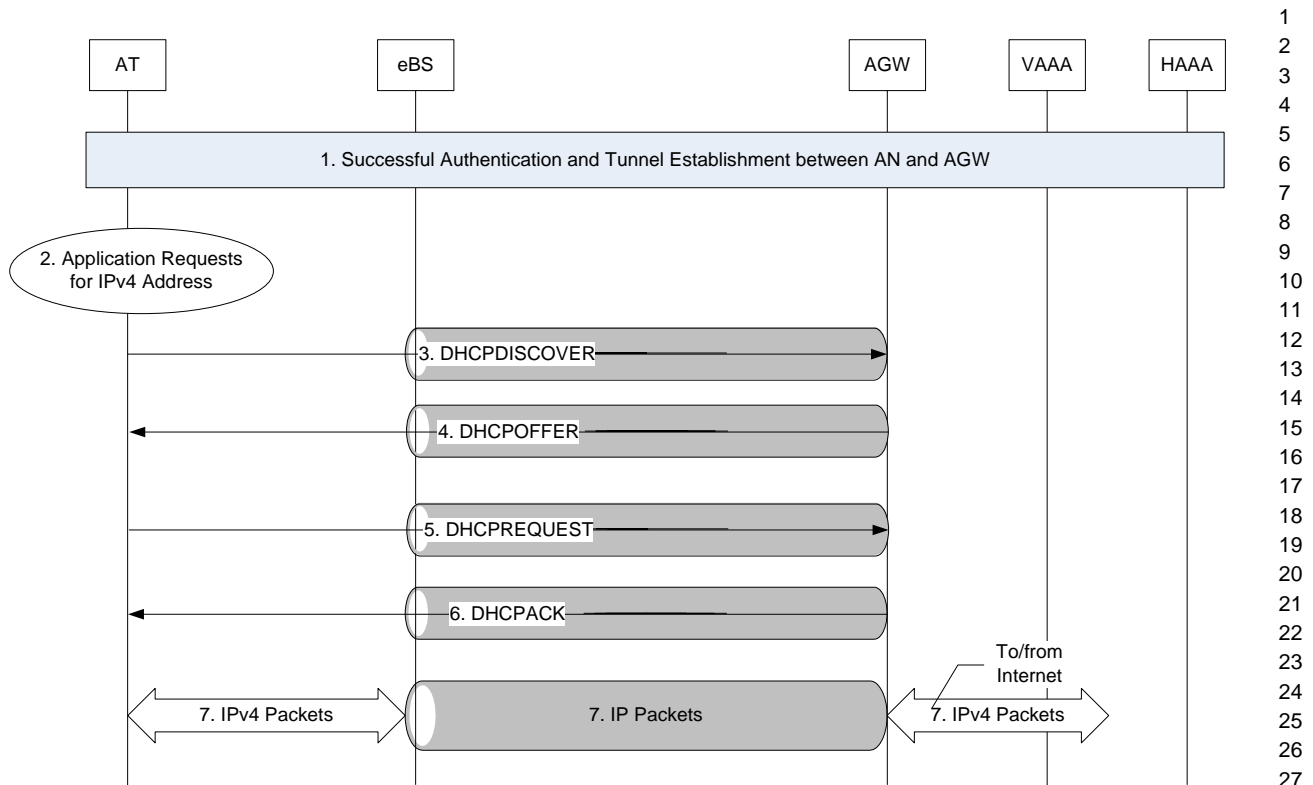 AT
eBS
AGW
VAAA
HAAA
1. Successful Authentication and Tunnel Establishment between AN and AGW
2. Application Requests
for IPv4 Address
3. DHCPDISCOVER
4. DHCPOFFER
5. DHCPREQUEST
6. DHCPACK
To/from
Internet
7. IPv4 Packets
7. IP Packets
7. IPv4 Packets
1
2
3
4
5
6
7
8
9
10
11
12
13
14
15
16
17
18
19
20
21
22
23
24
25
26
27